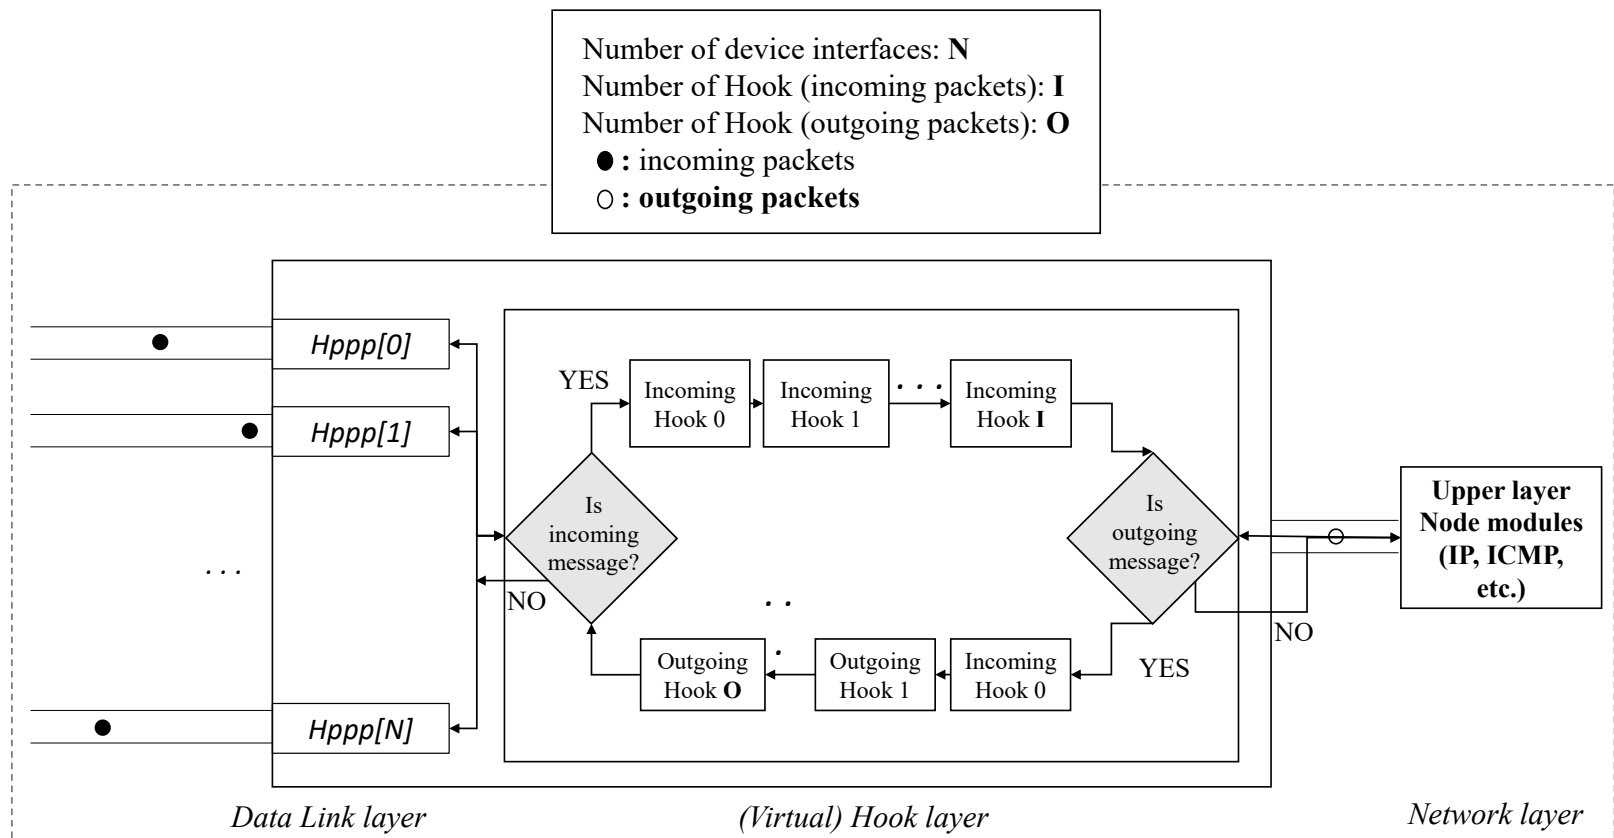 Number of device interfaces: N
Number of Hook (incoming packets): I
Number of Hook (outgoing packets): O
: incoming packets
: outgoing packets
Hppp[0]
Hppp[1]
. . .
Hppp[N]
YES
Incoming
Hook 0
Incoming
Hook 1
. . .
Incoming
Hook I
Is
incoming
message?
NO
Is
outgoing
message?
NO
YES
. .
.
Outgoing
Hook O
Outgoing
Hook 1
Incoming
Hook 0
Upper layer
Node modules
(IP, ICMP,
etc.)
Data Link layer
(Virtual) Hook layer
Network layer